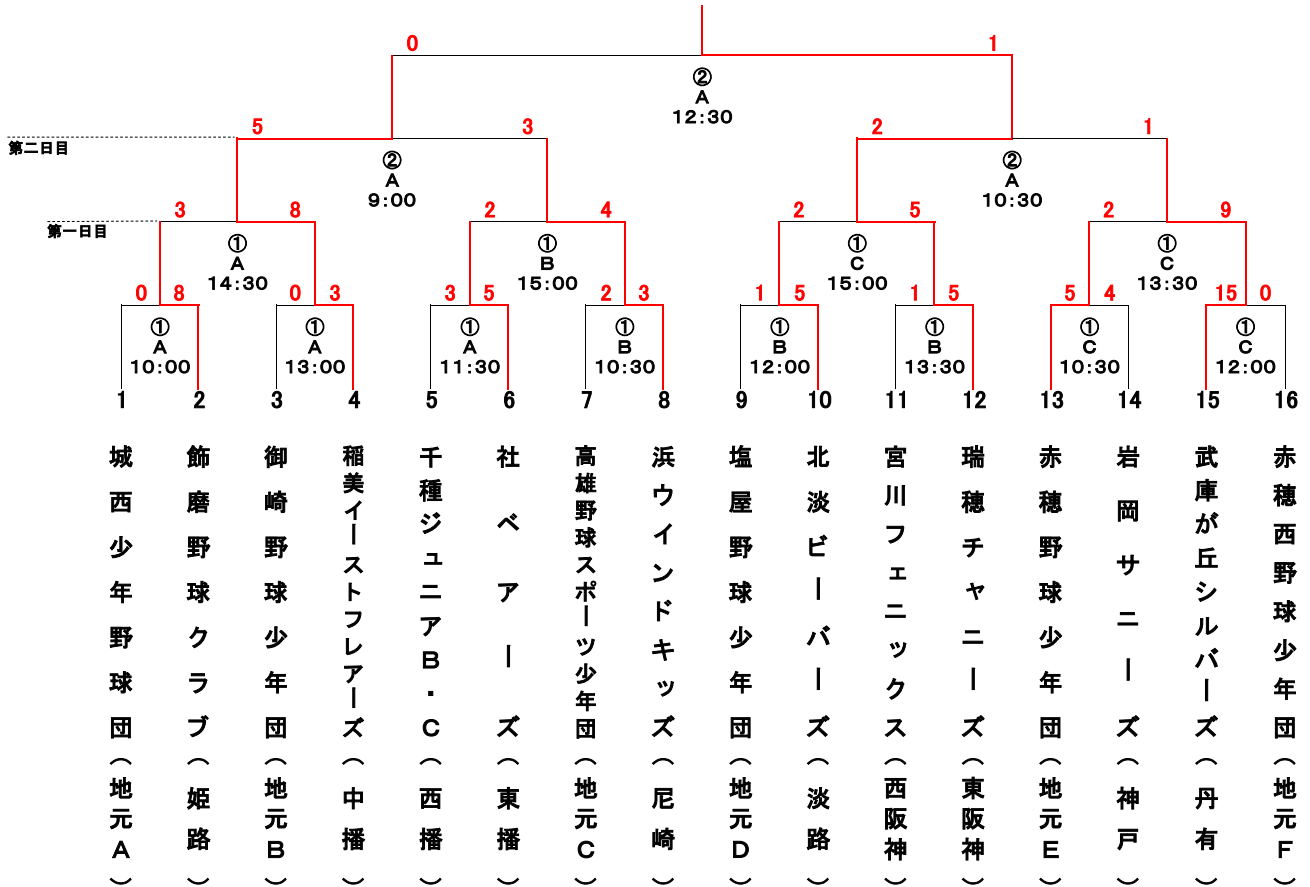 0 1
②
A
12:30
5 3 2 1
第二日目
②
A
9:00
②
A
10:30
3 8 2 4 2 5 2 9
第一日目
①
A
14:30
①
B
15:00
①
C
15:00
①
C
13:30
0 8 0 3 3 5 2 3 1 5 1 5 5 4 15 0
①
A
10:00
①
A
13:00
①
A
11:30
①
B
10:30
①
B
12:00
①
B
13:30
①
C
10:30
①
C
12:00
1 2 3 4 5 6 7 8 9 10 11 12 13 14 15 16
城西少年野球団(地元A)
飾磨野球クラブ(姫路)
御崎野球少年団(地元B)
稲美イーストフレアーズ(中播)
千種ジュニアB・C(西播)
社ベアーズ(東播)
高雄野球スポーツ少年団(地元C)
浜ウインドキッズ(尼崎)
塩屋野球少年団(地元D)
北淡ビーバーズ(淡路)
宮川フェニックス(西阪神)
瑞穂チャニーズ(東阪神)
赤穂野球少年団(地元E)
岩岡サニーズ(神戸)
武庫が丘シルバーズ(丹有)
赤穂西野球少年団(地元F)